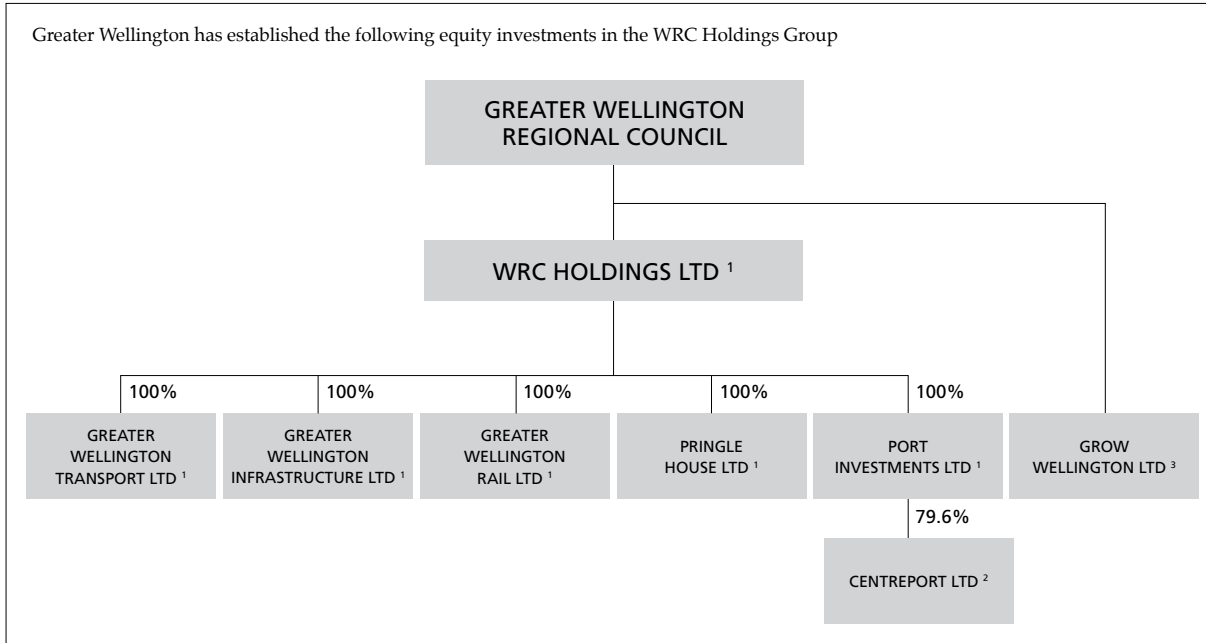 Greater Wellington has established the following equity investments in the WRC Holdings Group
GREATER WELLINGTON
REGIONAL COUNCIL
WRC HOLDINGS LTD ¹
100%
100%
100%
100%
100%
GREATER
WELLINGTON
TRANSPORT LTD ¹
GREATER
WELLINGTON
INFRASTRUCTURE LTD ¹
GREATER
WELLINGTON
RAIL LTD ¹
PRINGLE
HOUSE LTD ¹
PORT
INVESTMENTS LTD ¹
GROW
WELLINGTON LTD ³
79.6%
CENTREPORT LTD ²